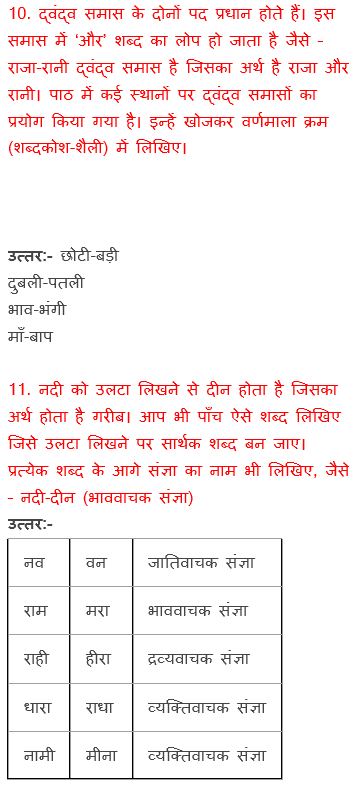 10. द्वंद्व समास के दोनों पद प्रधान होते हैं। इस
समास में 'और' शब्द का लोप हो जाता है जैसे –
राजा-रानी द्वंद्व समास है जिसका अर्थ है राजा और
रानी। पाठ में कई स्थानों पर द्वंद्व समासों का
प्रयोग किया गया है। इन्हें खोजकर वर्णमाला क्रम
(शब्दकोश-शैली) में लिखिए।
उत्तर:- छोटी-बड़ी
दुबली-पतली
भाव-भंगी
माँ-बाप
11. नदी को उलटा लिखने से दीन होता है जिसका
अर्थ होता है गरीब। आप भी पाँच ऐसे शब्द लिखिए
जिसे उलटा लिखने पर सार्थक शब्द बन जाए।
प्रत्येक शब्द के आगे संज्ञा का नाम भी लिखिए, जैसे
– नदी-दीन (भाववाचक संज्ञा)
उत्तर:-
नव वन जातिवाचक संज्ञा
राम मरा भाववाचक संज्ञा
राही हीरा द्रव्यवाचक संज्ञा
धारा राधा व्यक्तिवाचक संज्ञा
नामी मीना व्यक्तिवाचक संज्ञा